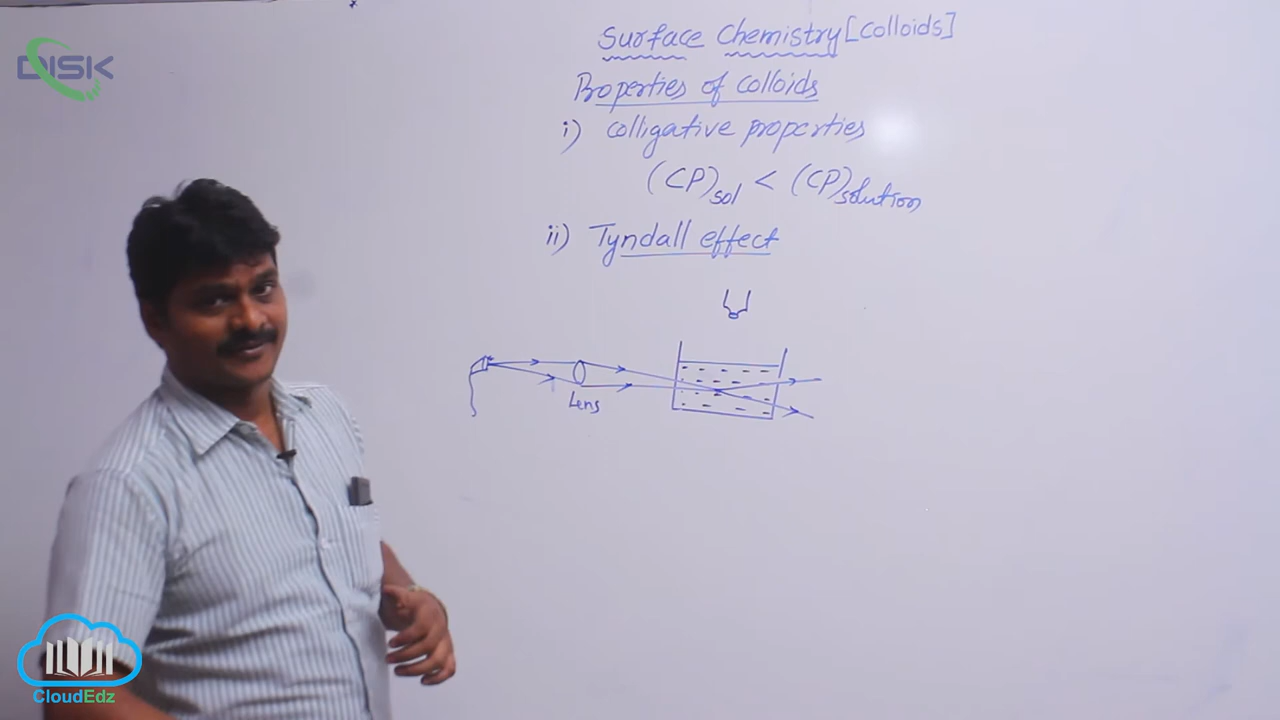 DISK
Surface Chemistry [Colloids]
Properties of colloids
i) colligative properties
(CP)sol < (CP)solution
ii) Tyndall effect
Lens
CloudEdz